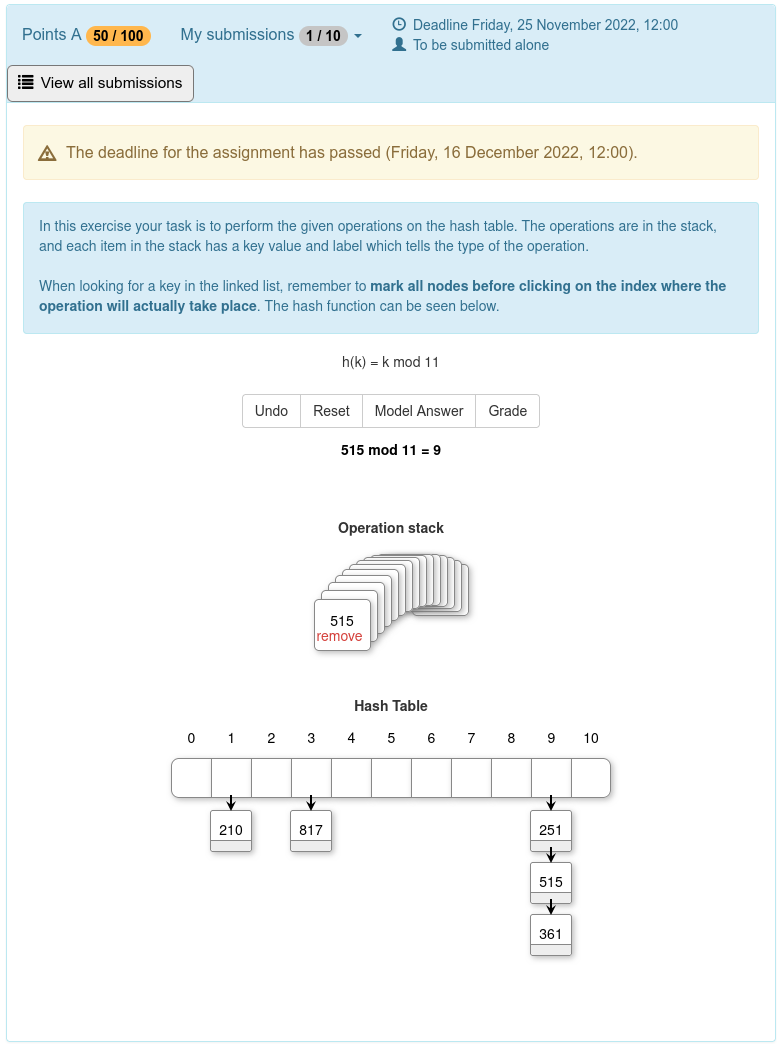 Points A 50 / 100 My submissions 1 / 10 Deadline Friday, 25 November 2022, 12:00
To be submitted alone
View all submissions
The deadline for the assignment has passed (Friday, 16 December 2022, 12:00).
In this exercise your task is to perform the given operations on the hash table. The operations are in the stack,
and each item in the stack has a key value and label which tells the type of the operation.
When looking for a key in the linked list, remember to mark all nodes before clicking on the index where the
operation will actually take place. The hash function can be seen below.
h(k) = k mod 11
Undo Reset Model Answer Grade
515 mod 11 = 9
Operation stack
515
remove
Hash Table
0 1 2 3 4 5 6 7 8 9 10
210 817 251
515
361